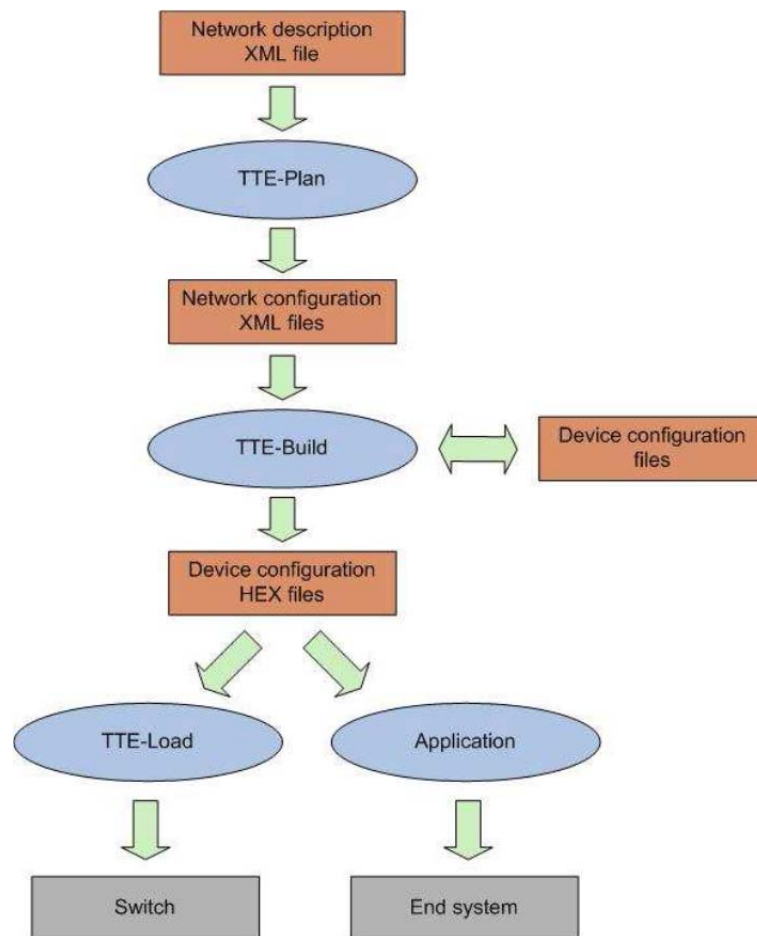 Network description
XML file
TTE-Plan
Network configuration
XML files
TTE-Build
Device configuration
files
Device configuration
HEX files
TTE-Load
Application
Switch
End system